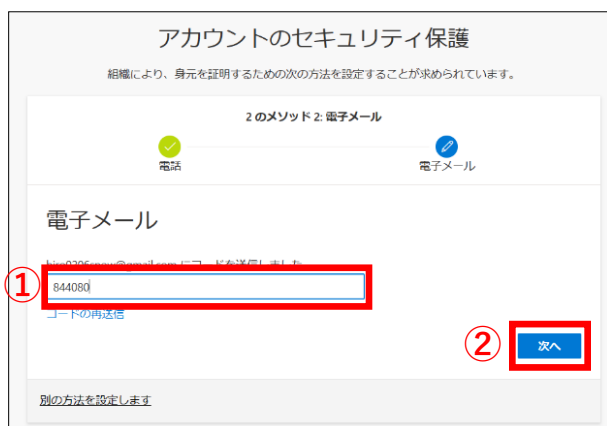 アカウントのセキュリティ保護
組織により、身元を証明するための次の方法を設定することが求められています。
2 のメソッド 2: 電子メール
電話
電子メール
電子メール
にコードを送信しました
①
844080
コードの再送信
②
次へ
別の方法を設定します